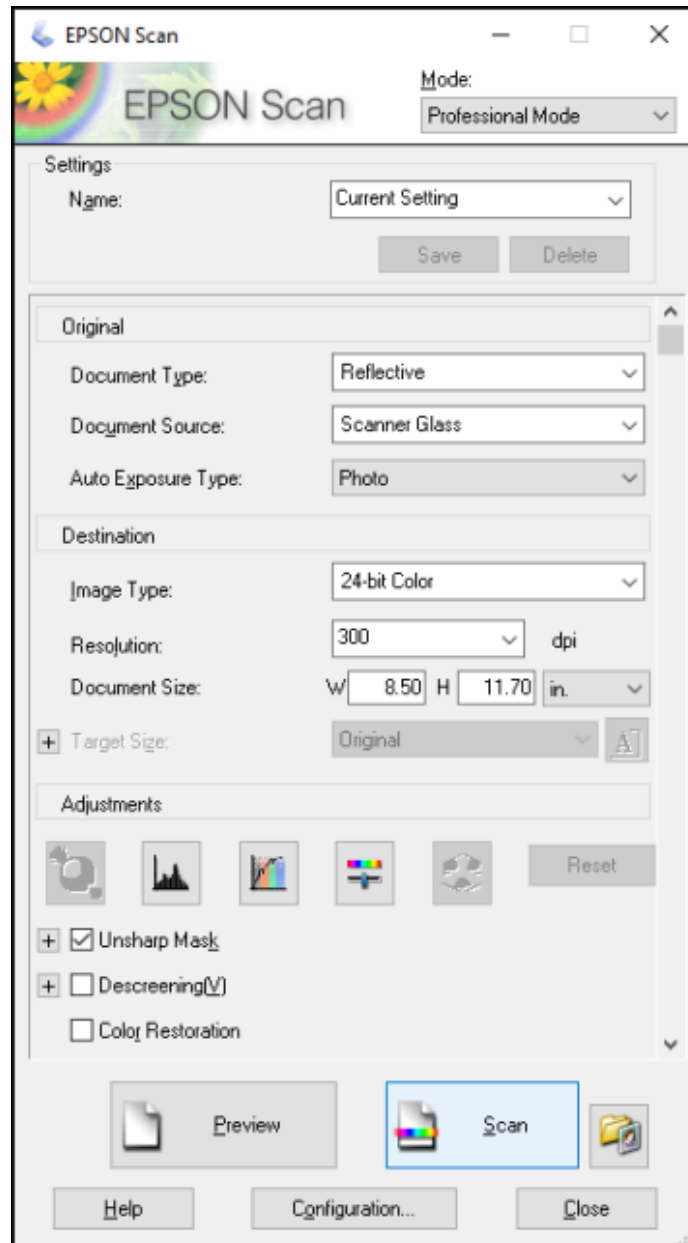 EPSON Scan
EPSON Scan
Mode:
Professional Mode
Settings
Name:
Current Setting
Save
Delete
Original
Document Type:
Reflective
Document Source:
Scanner Glass
Auto Exposure Type:
Photo
Destination
Image Type:
24-bit Color
Resolution:
300
dpi
Document Size:
W
8.50
H
11.70
in.
Target Size:
Original
A
Adjustments
Reset
Unsharp Mask
Descreening(V)
Color Restoration
Preview
Scan
Help
Configuration...
Close